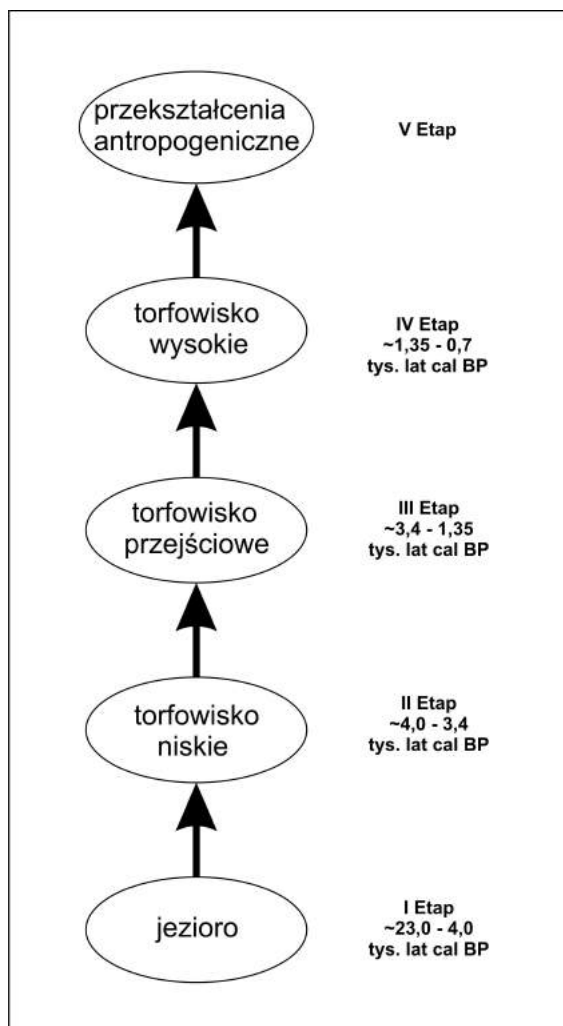 przekształcenia
antropogeniczne
V Etap
torfowisko
wysokie
IV Etap
~1,35 - 0,7
tys. lat cal BP
torfowisko
przejściowe
III Etap
~3,4 - 1,35
tys. lat cal BP
torfowisko
niskie
II Etap
~4,0 - 3,4
tys. lat cal BP
jezioro
I Etap
~23,0 - 4,0
tys. lat cal BP